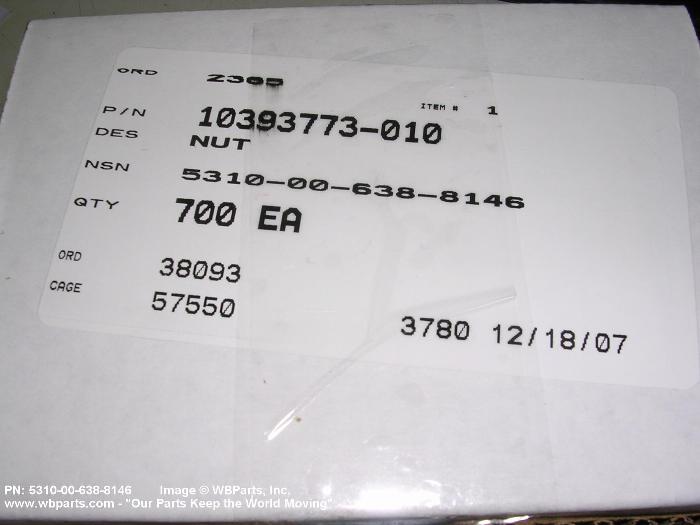 ORD 2305
ITEM # 1
P/N 10393773-010
DES NUT
NSN 5310-00-638-8146
QTY 700 EA
ORD 38093
CAGE 57550
3780 12/18/07
PN: 5310-00-638-8146 Image © WBParts, Inc.
www.wbparts.com - "Our Parts Keep the World Moving"